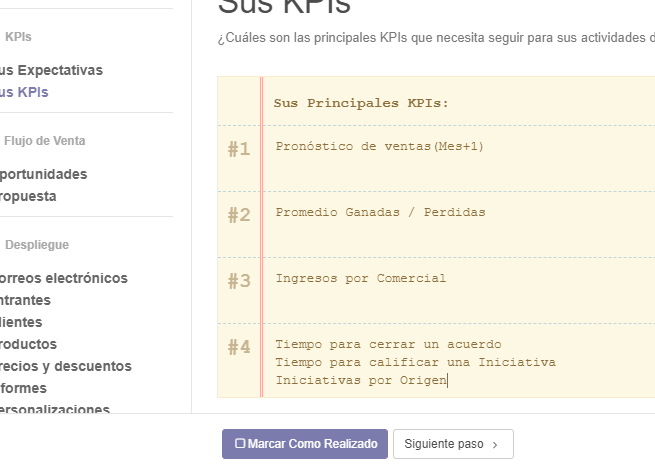 Sus KPIs
KPIs
¿Cuáles son las principales KPIs que necesita seguir para sus actividades d
us Expectativas
us KPIs
Sus Principales KPIs:
Flujo de Venta
#1 Pronóstico de ventas(Mes+1)
portunidades
ropuesta
#2 Promedio Ganadas / Perdidas
Despliegue
orreos electrónicos
#3 Ingresos por Comercial
ntrantes
lientes
roductos
#4 Tiempo para cerrar un acuerdo
recios y descuentos
Tiempo para calificar una Iniciativa
formes
Iniciativas por Origen
ersonalizaciones
Marcar Como Realizado
Siguiente paso >